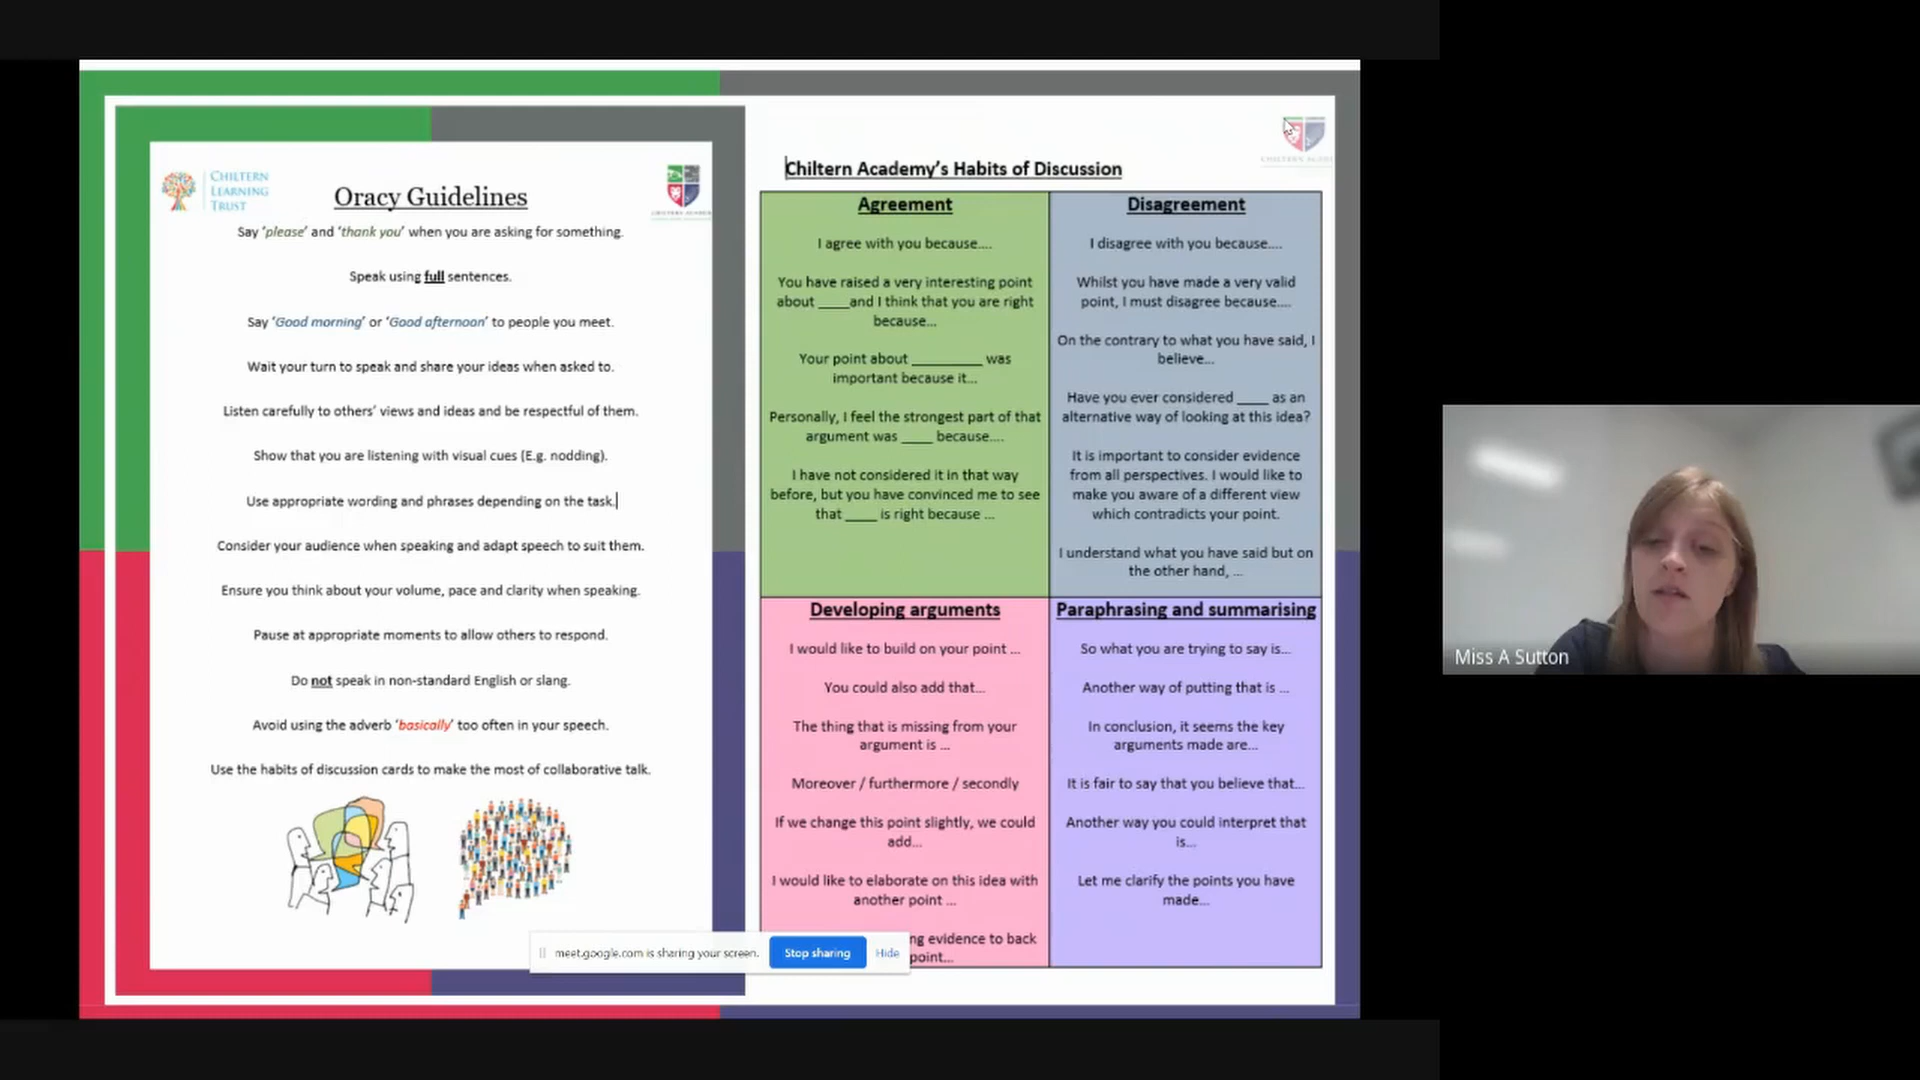 CHILTERN
LEARNING
TRUST
Oracy Guidelines
Say ‘please’ and ‘thank you’ when you are asking for something.
Speak using full sentences.
Say ‘Good morning’ or ‘Good afternoon’ to people you meet.
Wait your turn to speak and share your ideas when asked to.
Listen carefully to others’ views and ideas and be respectful of them.
Show that you are listening with visual cues (E.g. nodding).
Use appropriate wording and phrases depending on the task.
Consider your audience when speaking and adapt speech to suit them.
Ensure you think about your volume, pace and clarity when speaking.
Pause at appropriate moments to allow others to respond.
Do not speak in non-standard English or slang.
Avoid using the adverb ‘basically’ too often in your speech.
Use the habits of discussion cards to make the most of collaborative talk.
Chiltern Academy’s Habits of Discussion
Agreement
I agree with you because....
You have raised a very interesting point
about ____and I think that you are right
because...
Your point about _________ was
important because it...
Personally, I feel the strongest part of that
argument was ____ because....
I have not considered it in that way
before, but you have convinced me to see
that ____ is right because ...
Disagreement
I disagree with you because....
Whilst you have made a very valid
point, I must disagree because....
On the contrary to what you have said, I
believe...
Have you ever considered ____ as an
alternative way of looking at this idea?
It is important to consider evidence
from all perspectives. I would like to
make you aware of a different view
which contradicts your point.
I understand what you have said but on
the other hand, ...
Developing arguments
I would like to build on your point ...
You could also add that...
The thing that is missing from your
argument is ...
Moreover / furthermore / secondly
If we change this point slightly, we could
add...
I would like to elaborate on this idea with
another point ...
evidence to back
point...
Paraphrasing and summarising
So what you are trying to say is...
Another way of putting that is ...
In conclusion, it seems the key
arguments made are...
It is fair to say that you believe that...
Another way you could interpret that
is...
Let me clarify the points you have
made...
meet.google.com is sharing your screen.
Stop sharing
Hide
Miss A Sutton